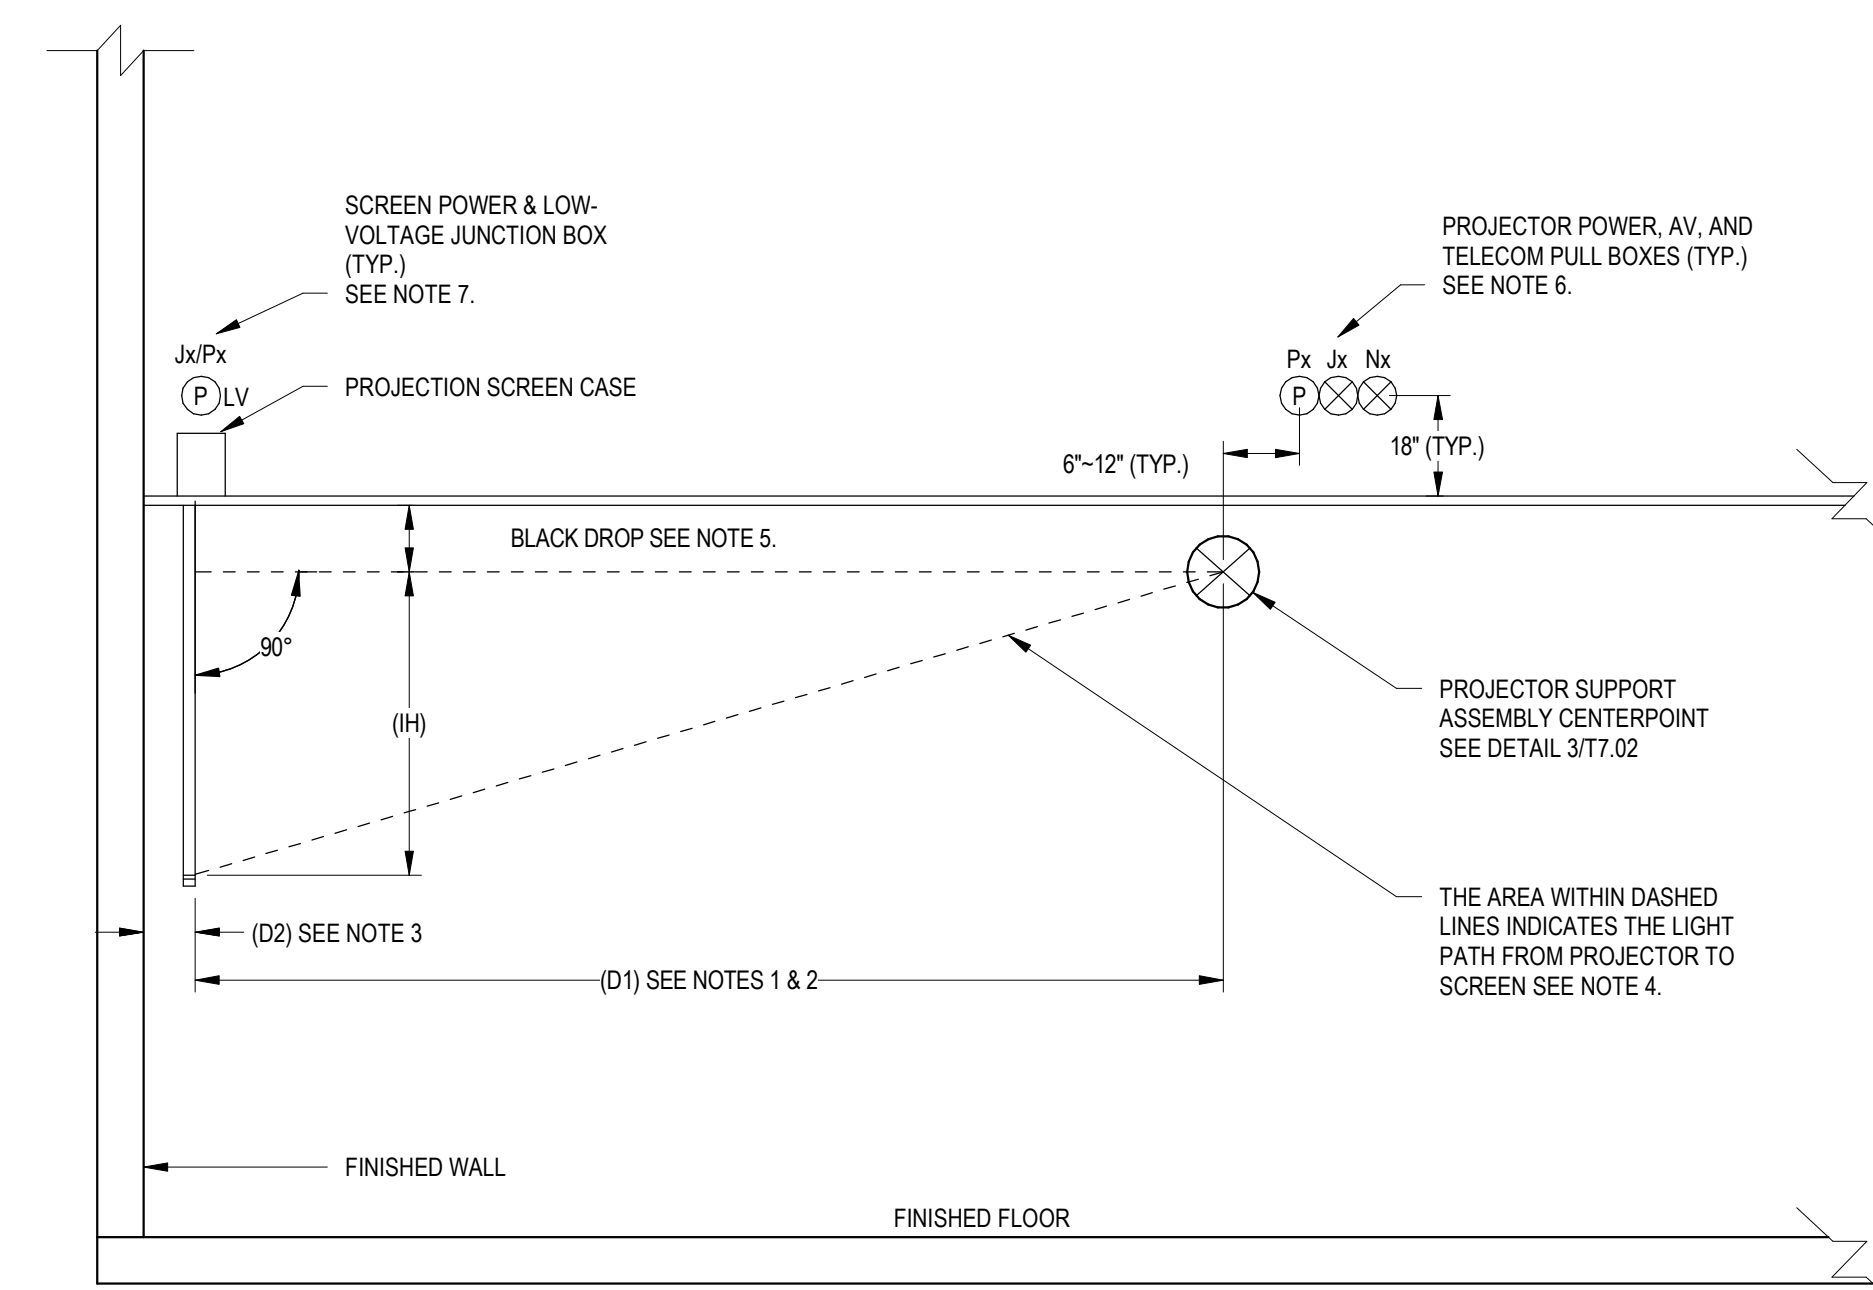 SCREEN POWER & LOW-
VOLTAGE JUNCTION BOX
(TYP.)
SEE NOTE 7.
PROJECTOR POWER, AV, AND
TELECOM PULL BOXES (TYP.)
SEE NOTE 6.
Jx/Px
P LV
PROJECTION SCREEN CASE
Px Jx Nx
P
18" (TYP.)
6"~12" (TYP.)
BLACK DROP SEE NOTE 5.
90°
(IH)
PROJECTOR SUPPORT
ASSEMBLY CENTERPOINT
SEE DETAIL 3/T7.02
THE AREA WITHIN DASHED
LINES INDICATES THE LIGHT
PATH FROM PROJECTOR TO
SCREEN SEE NOTE 4.
(D2) SEE NOTE 3
(D1) SEE NOTES 1 & 2
FINISHED WALL
FINISHED FLOOR